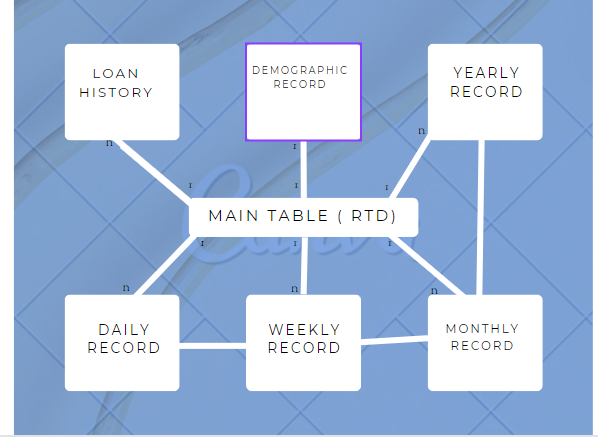 LOAN
HISTORY
DEMOGRAPHIC
RECORD
YEARLY
RECORD
n
1
n
1
1
1
MAIN TABLE ( RTD)
1
1
1
n
n
n
DAILY
RECORD
WEEKLY
RECORD
MONTHLY
RECORD
Canva